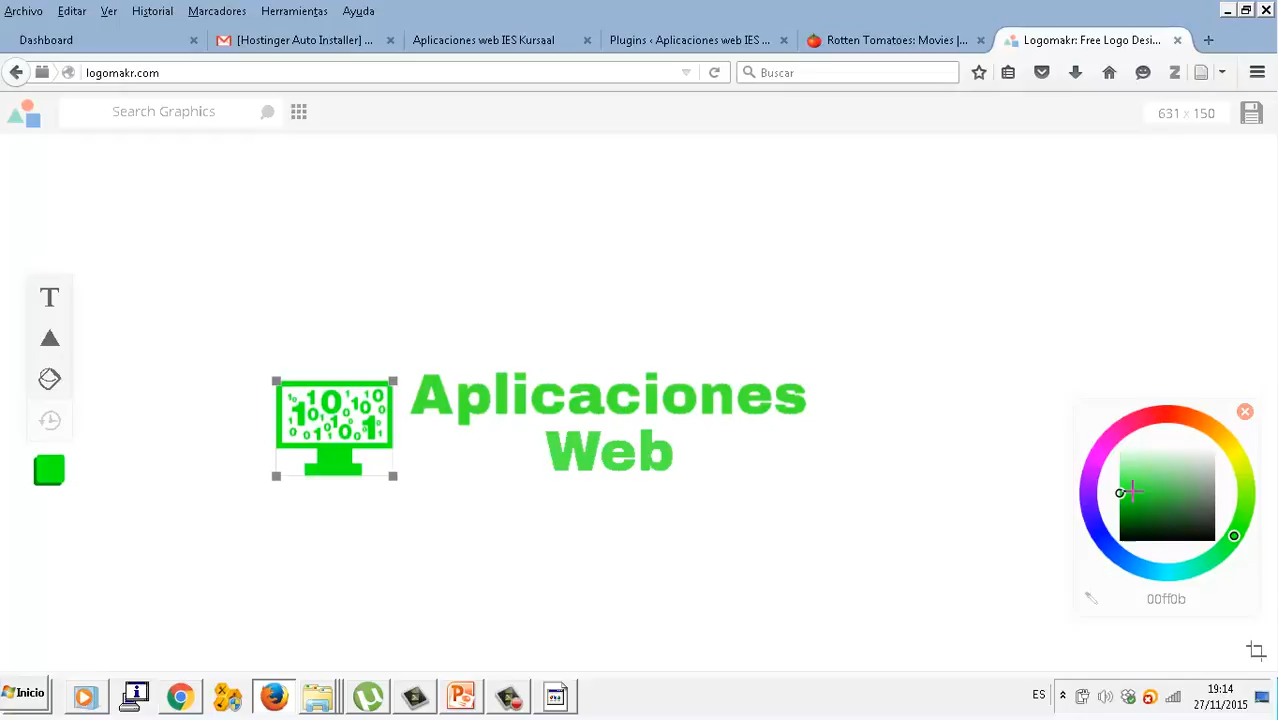 Archivo Editar Ver Historial Marcadores Herramientas Ayuda
Dashboard
[Hostinger Auto Installer] ...
Aplicaciones web IES Kursaal
Plugins ‹ Aplicaciones web IES ...
Rotten Tomatoes: Movies | ...
Logomakr: Free Logo Desi...
logomakr.com
Buscar
Search Graphics
631 x 150
T
Aplicaciones
Web
00ff0b
Inicio
ES
19:14
27/11/2015